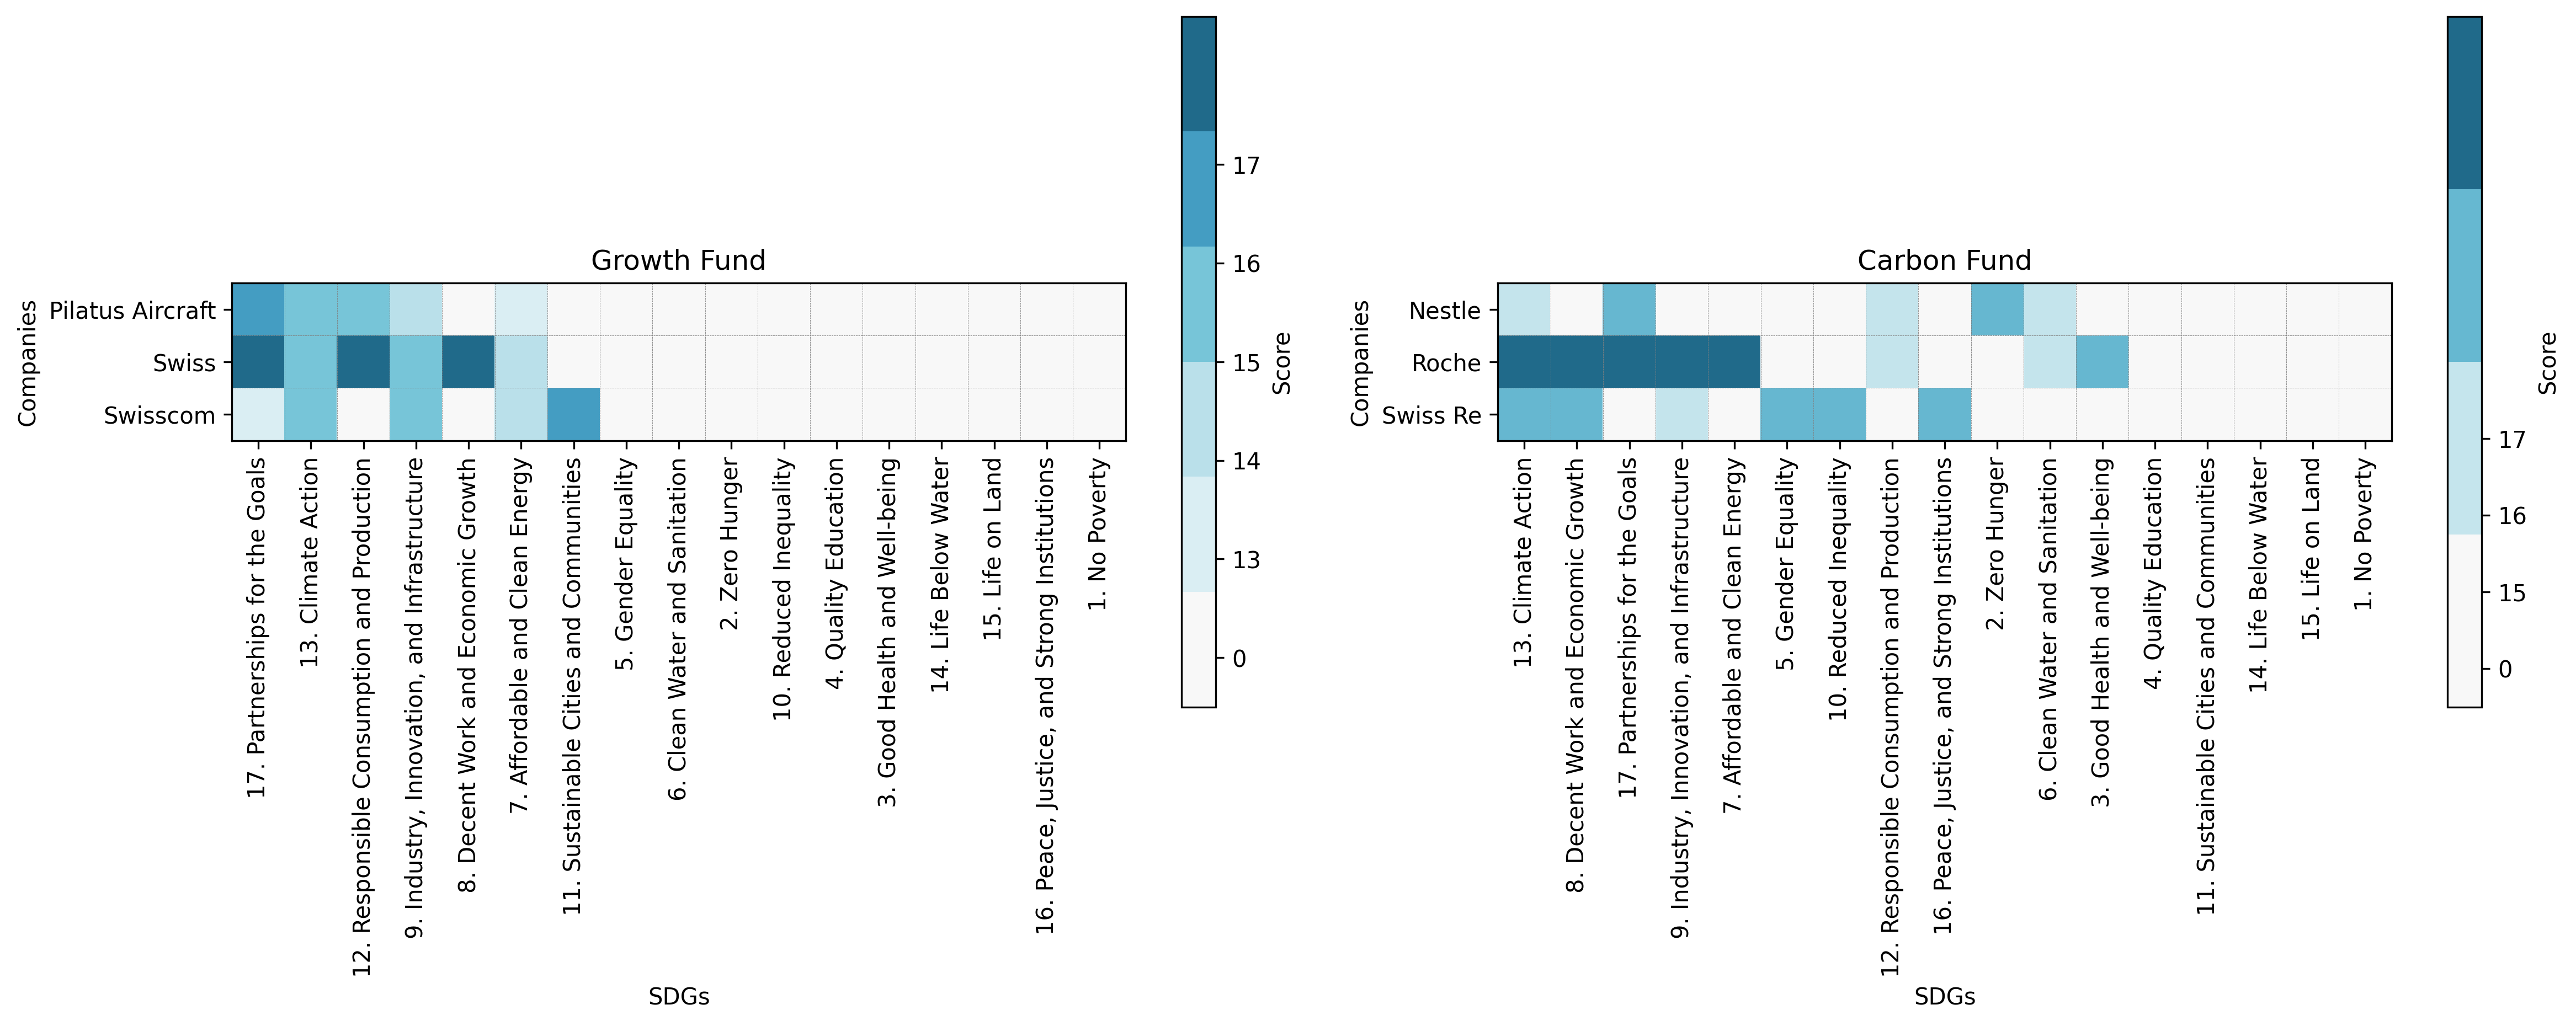 Growth Fund
Companies
Pilatus Aircraft
Swiss
Swisscom
17. Partnerships for the Goals
13. Climate Action
12. Responsible Consumption and Production
9. Industry, Innovation, and Infrastructure
8. Decent Work and Economic Growth
7. Affordable and Clean Energy
11. Sustainable Cities and Communities
5. Gender Equality
6. Clean Water and Sanitation
2. Zero Hunger
10. Reduced Inequality
4. Quality Education
3. Good Health and Well-being
14. Life Below Water
15. Life on Land
16. Peace, Justice, and Strong Institutions
1. No Poverty
SDGs
17
16
15
14
13
0
Score
Carbon Fund
Companies
Nestle
Roche
Swiss Re
13. Climate Action
8. Decent Work and Economic Growth
17. Partnerships for the Goals
9. Industry, Innovation, and Infrastructure
7. Affordable and Clean Energy
5. Gender Equality
10. Reduced Inequality
12. Responsible Consumption and Production
16. Peace, Justice, and Strong Institutions
2. Zero Hunger
6. Clean Water and Sanitation
3. Good Health and Well-being
4. Quality Education
11. Sustainable Cities and Communities
14. Life Below Water
15. Life on Land
1. No Poverty
SDGs
17
16
15
0
Score